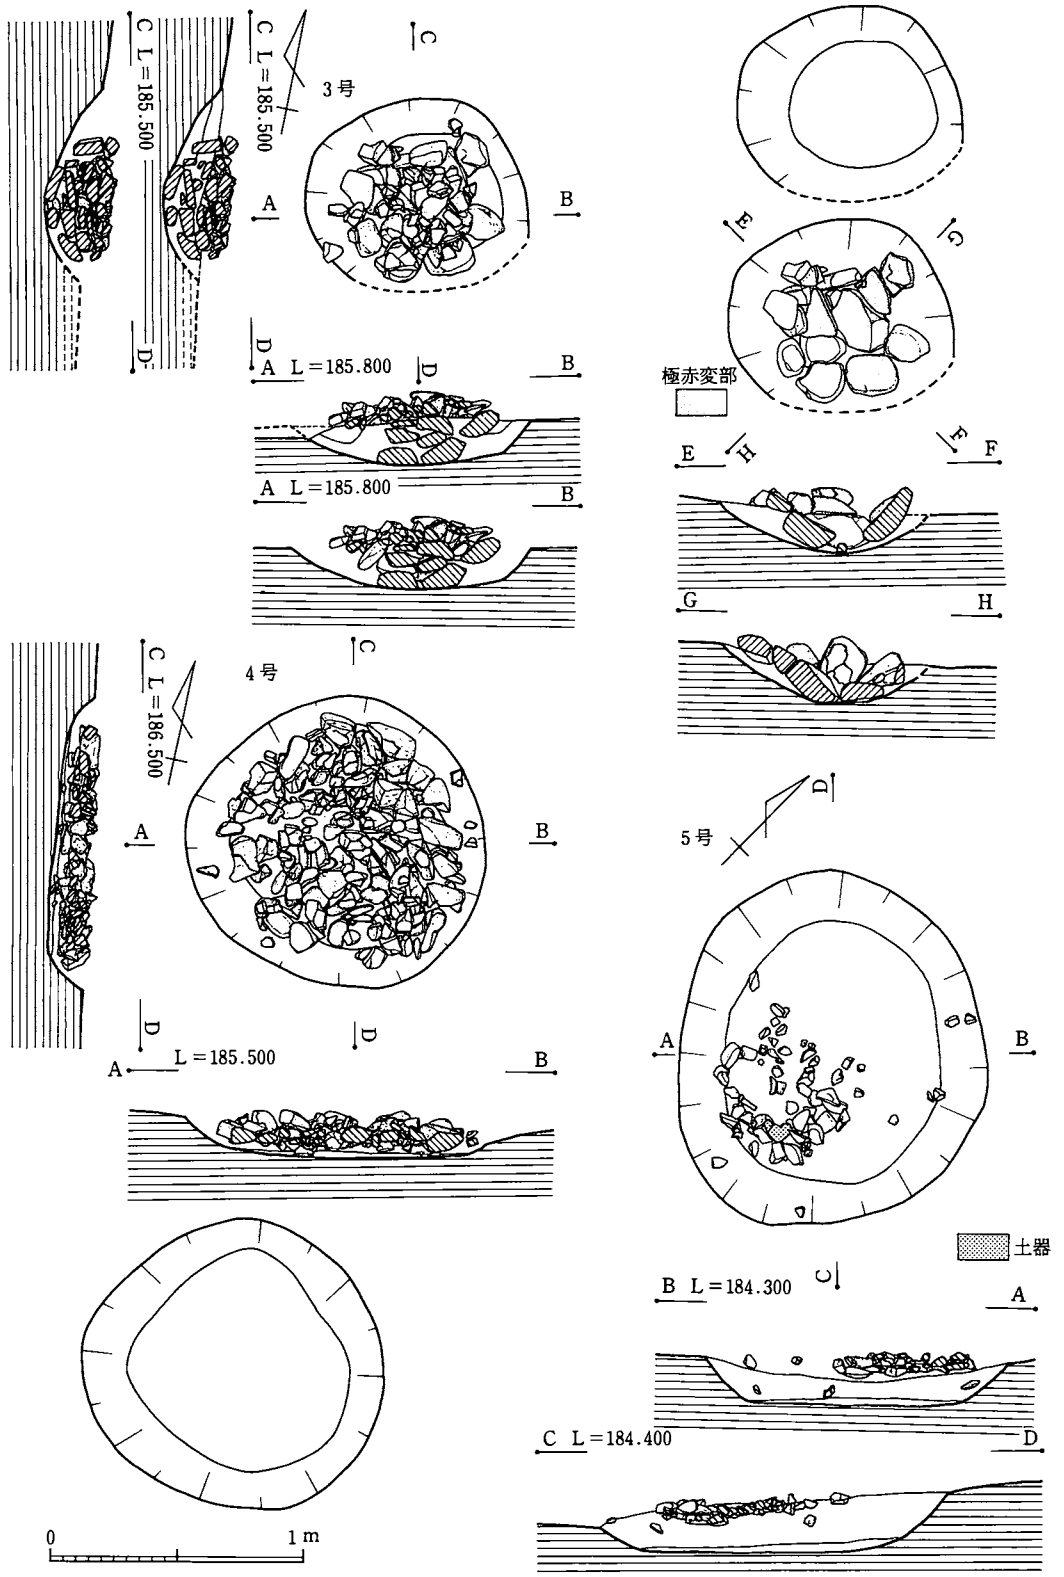 C L=185.500
D
C L=185.500
D
3号
C
A
B
D
A L=185.800
B
A L=185.800
B
E
G
極赤変部
H
F
E
F
G
H
C L=186.500
D
4号
C
A
B
D
A
L=185.500
B
5号
D
A
B
C
土器
B L=184.300
A
C L=184.400
D
0
1m